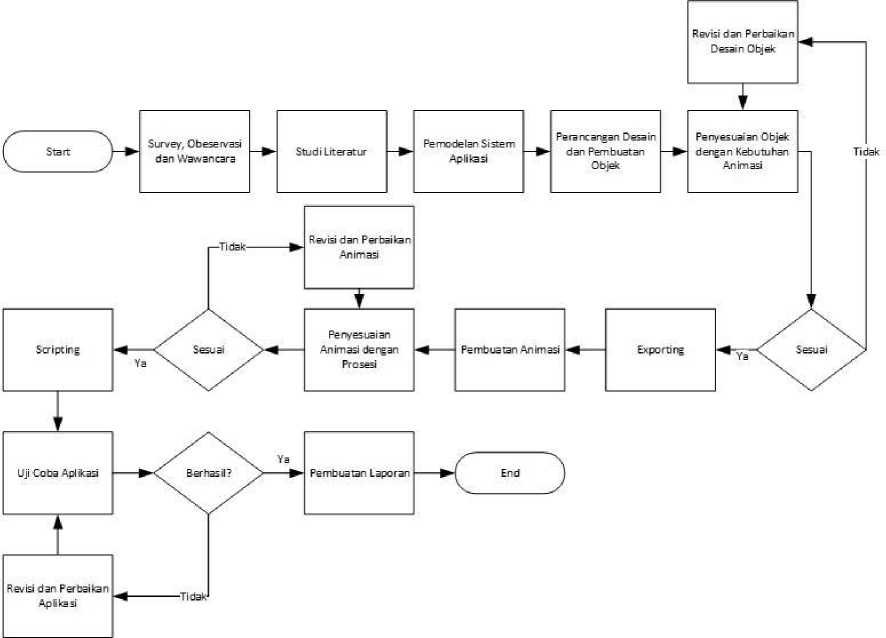 Revisi dan Perbaikan
Desain Objek
Start
Survey, Obeservasi
dan Wawancara
Studi Literatur
Pemodelan Sistem
Aplikasi
Perancangan Desain
dan Pembuatan
Objek
Penyesuaian Objek
dengan Kebutuhan
Animasi
Tidak
Tidak
Revisi dan Perbaikan
Animasi
Scripting
Ya
Sesuai
Penyesuaian
Animasi dengan
Prosesi
Pembuatan Animasi
Exporting
Ya
Sesuai
Uji Coba Aplikasi
Berhasil?
Ya
Pembuatan Laporan
End
Revisi dan Perbaikan
Aplikasi
Tidak